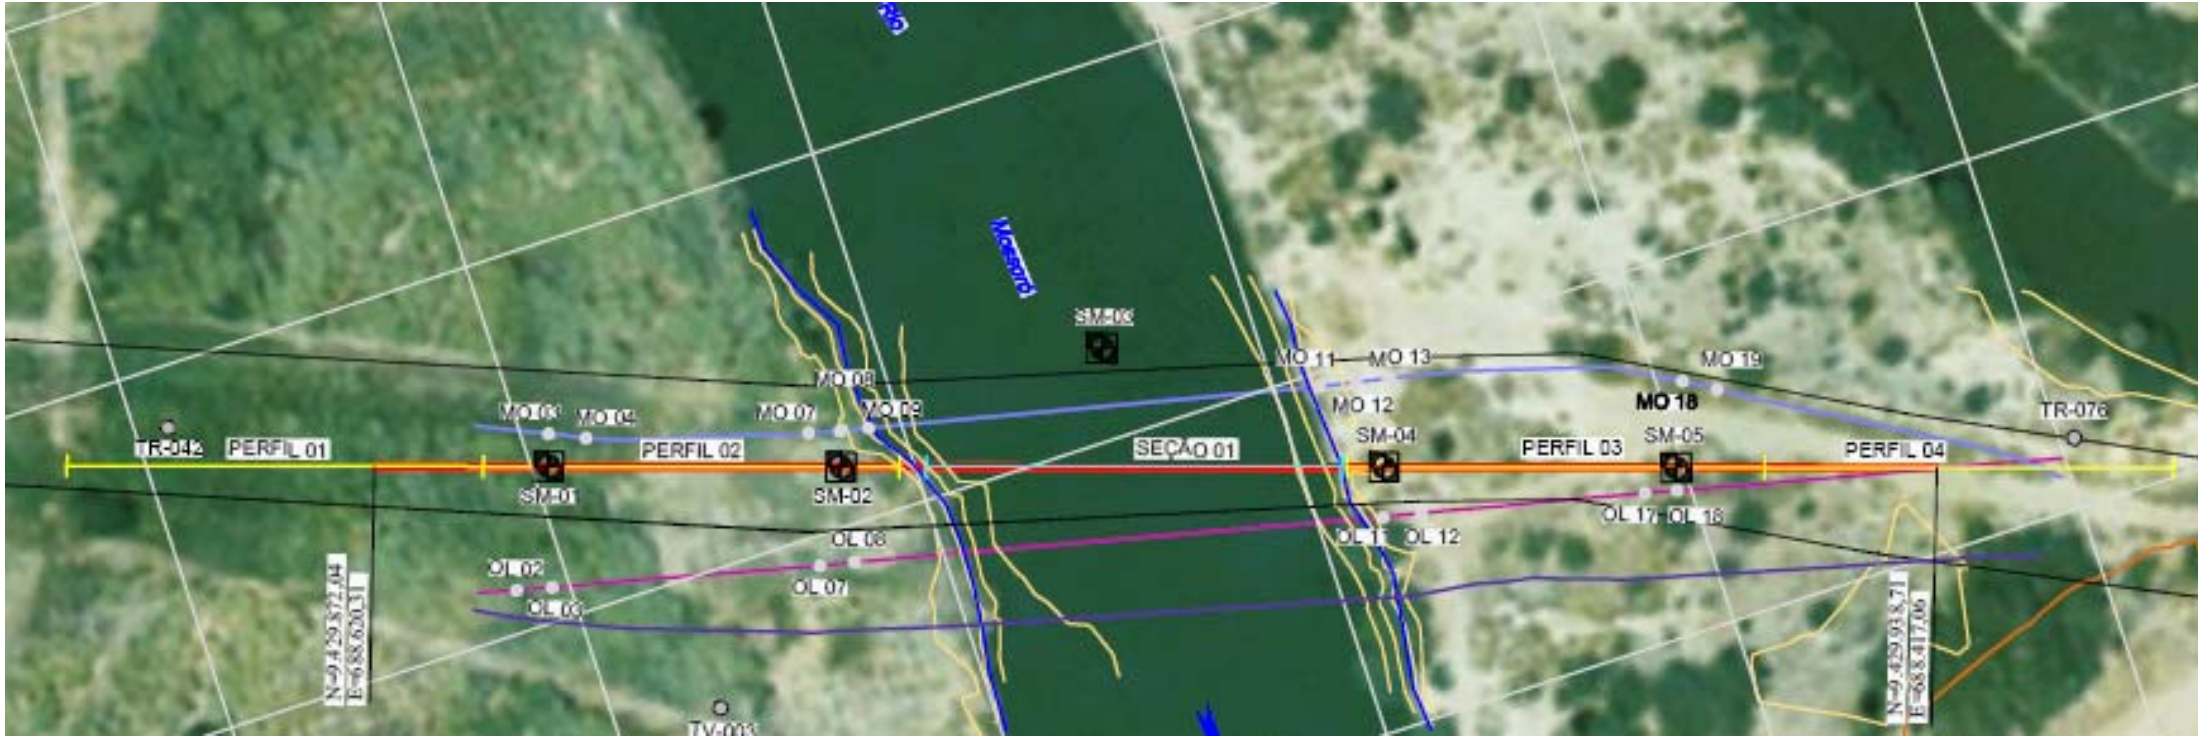 Rio
Mossoró
SM-03
MO 11
MO 13
MO 19
MO 08
MO 03
MO 04
MO 07
MO 09
MO 12
MO 18
TR-076
TR-042
PERFIL 01
PERFIL 02
SEÇÃO 01
SM-04
PERFIL 03
SM-05
PERFIL 04
SM-01
SM-02
OL 17
OL 18
OL 11
OL 12
OL 08
OL 02
OL 07
OL 03
N=9.429.872,04
E=688.620,31
N=9.429.938,71
E=688.417,06
TV-003